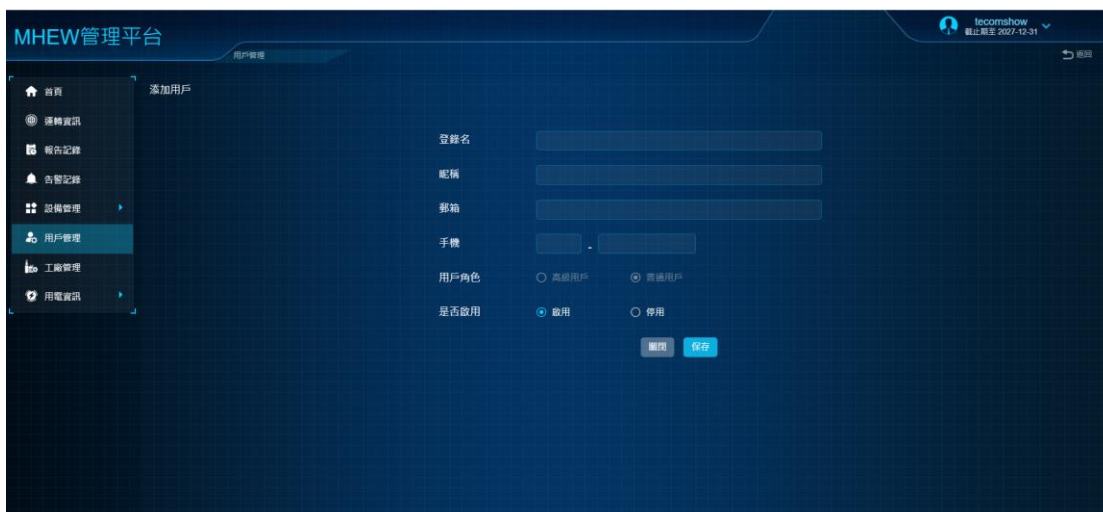 MHEW管理平台
tecomshow
截止期至 2027-12-31
用戶管理
返回
首頁
運轉資訊
報告記錄
告警記錄
設備管理
用戶管理
工廠管理
用電資訊
添加用戶
登錄名
昵稱
郵箱
手機 -
用戶角色 高級用戶 普通用戶
是否啟用 啟用 停用
關閉 保存